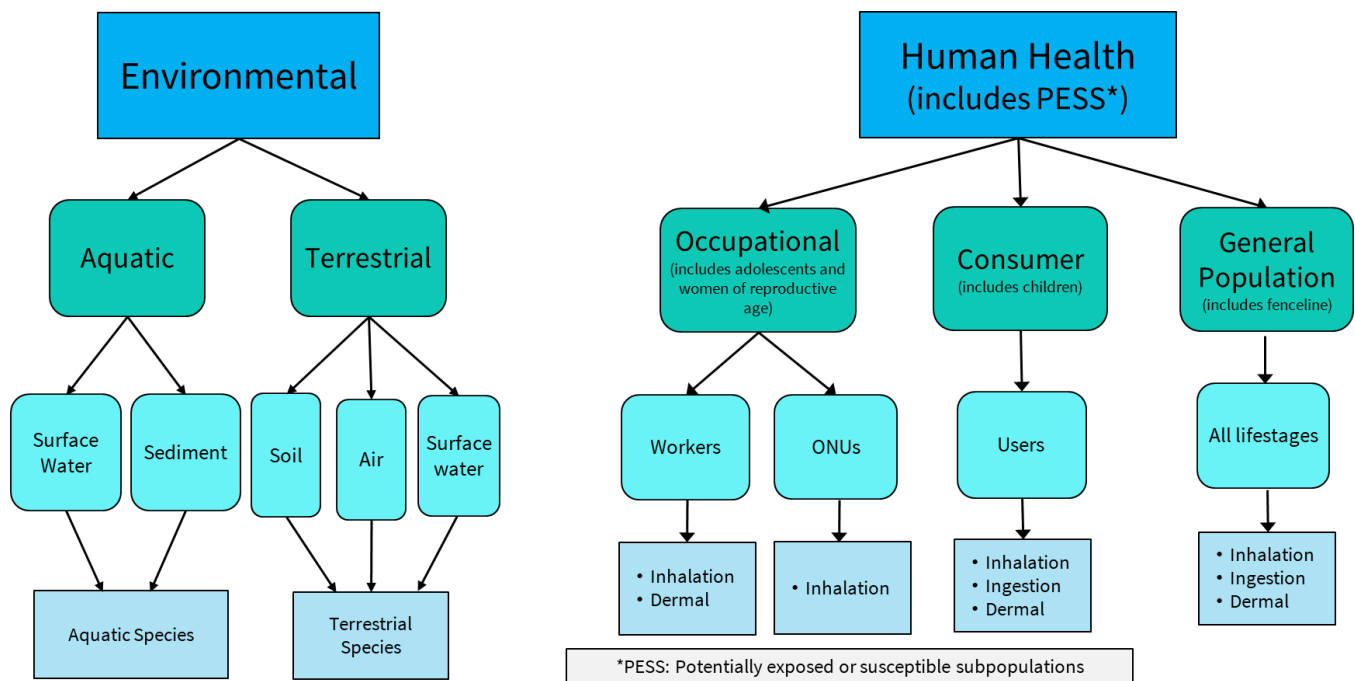 Environmental
Aquatic
Terrestrial
Surface
Water
Sediment
Soil
Air
Surface
water
Aquatic Species
Terrestrial
Species
Human Health
(includes PESS*)
Occupational
(includes adolescents and
women of reproductive
age)
Consumer
(includes children)
General
Population
(includes fenceline)
Workers
ONUs
Users
All lifestages
• Inhalation
• Dermal
• Inhalation
• Inhalation
• Ingestion
• Dermal
• Inhalation
• Ingestion
• Dermal
*PESS: Potentially exposed or susceptible subpopulations